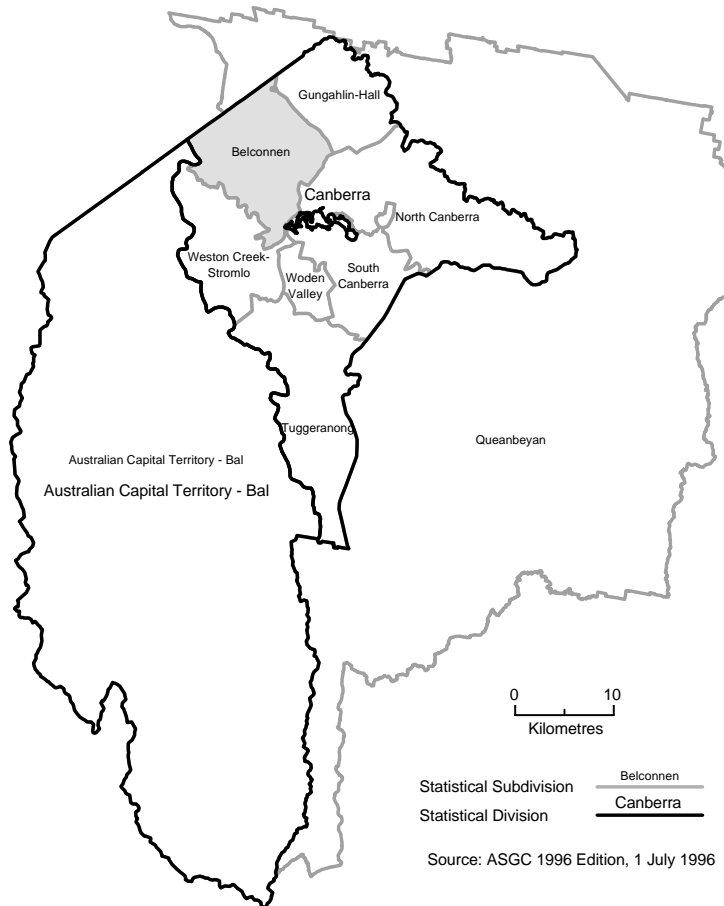 Gungahlin-Hall
Belconnen
Canberra
North Canberra
Weston Creek-
Stromlo
Woden
Valley
South
Canberra
Tuggeranong
Queanbeyan
Australian Capital Territory - Bal
Australian Capital Territory - Bal
0 10
Kilometres
Statistical Subdivision Belconnen
Statistical Division Canberra
Source: ASGC 1996 Edition, 1 July 1996